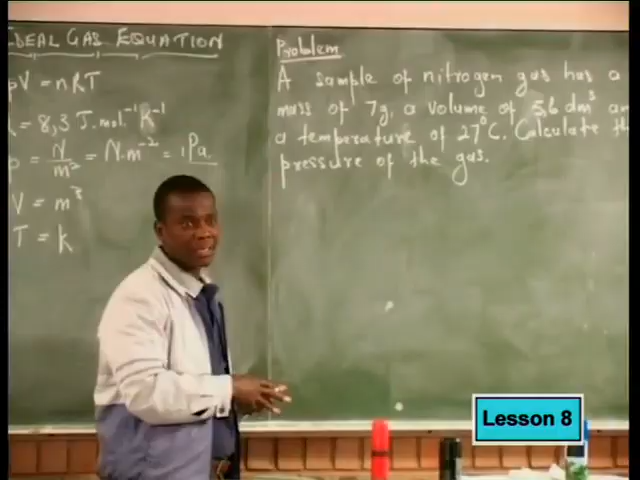 IDEAL GAS EQUATION
pV = nRT
R = 8,3 J.mol⁻¹ K⁻¹
p = N/m² = N·m⁻² = 1 Pa
V = m³
T = K
Problem
A sample of nitrogen gas has a
mass of 7g, a volume of 5,6 dm³ an
a temperature of 27°C. Calculate th
pressure of the gas.
Lesson 8